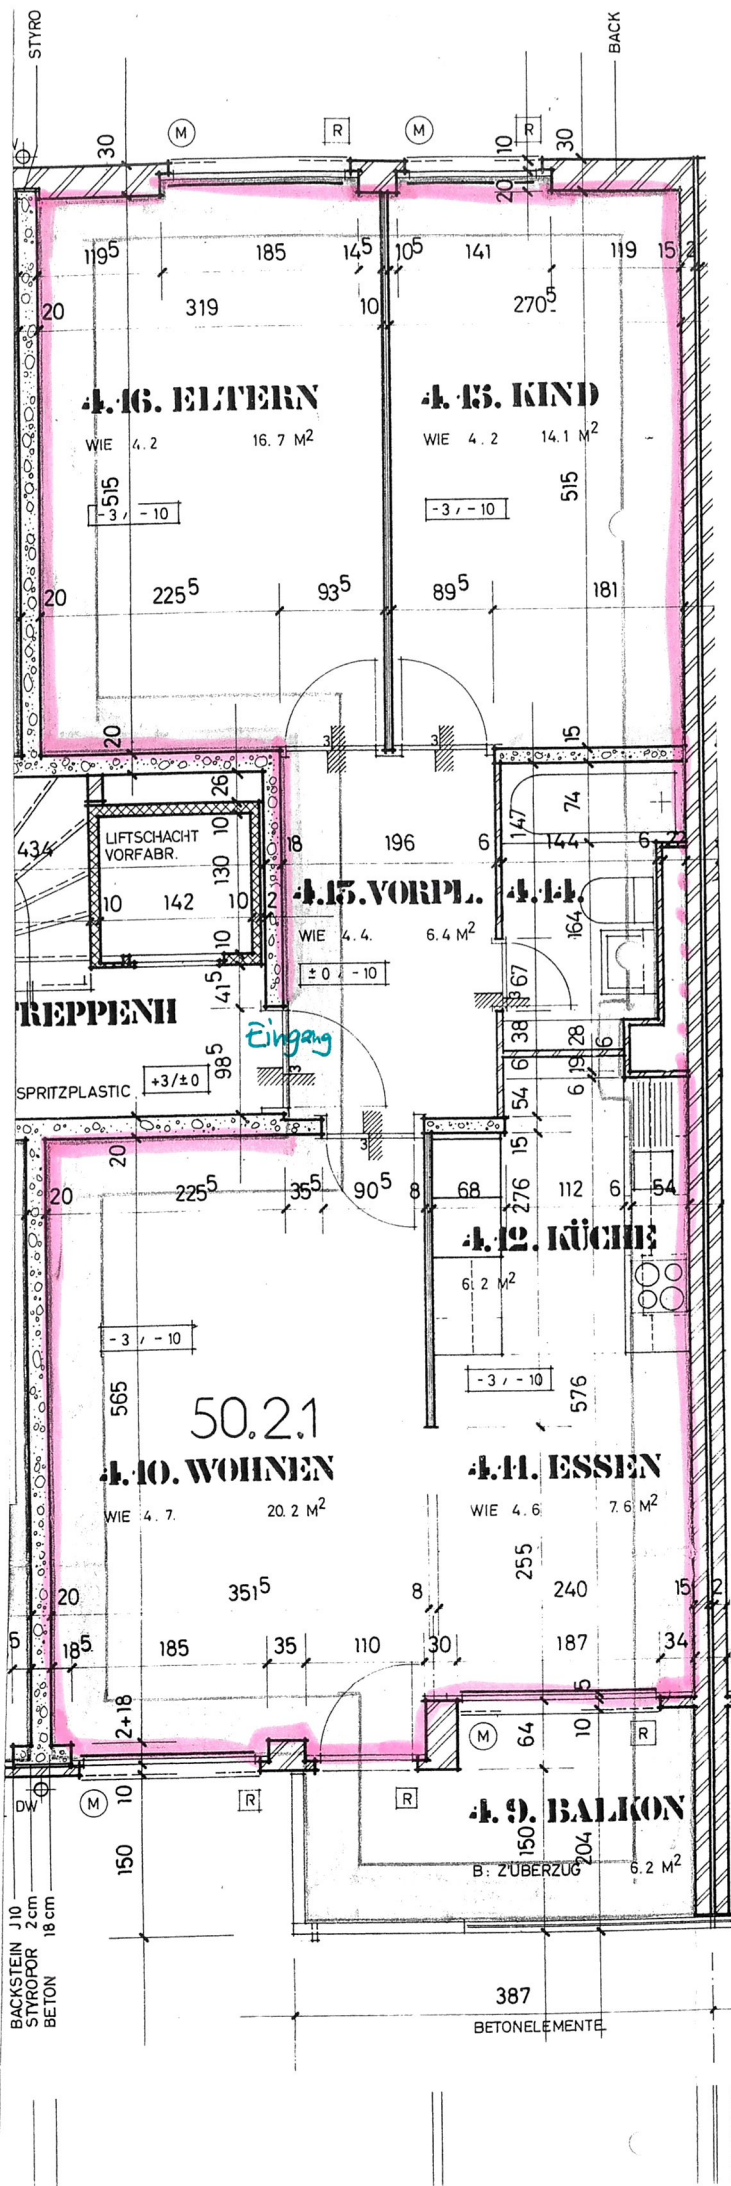 STYRO
BACK
30
M
R
M
R
10
30
20
119⁵
185
14⁵
10⁵
141
119
15
2
20
319
10
270⁵
4.16. ELTERN
4.15. KIND
WIE 4.2
16.7 M²
WIE 4.2
14.1 M²
515
515
-3 / -10
-3 / -10
20
225⁵
93⁵
89⁵
181
20
3
3
15
26
LIFTSCHACHT
VORFABR.
434
10
130
18
196
6
147
74
144
6
22
10
142
10
2
4.13. VORPL.
4.14.
WIE 4.4.
6.4 M²
164
±0 / -10
10
41⁵
TREPPENH
Eingang
67
3
38
28
6
6
19
6
98⁵
3
SPRITZPLASTIC
+3/±0
54
20
3
15
20
225⁵
35⁵
90⁵
8
68
276
112
6
54
4.12. KÜCHE
6.2 M²
-3 / -10
-3 / -10
565
576
50.2.1
4.10. WOHNEN
4.11. ESSEN
WIE 4.7.
20.2 M²
WIE 4.6
7.6 M²
255
20
351⁵
8
240
15
2
5
18⁵
185
35
110
30
187
34
2+18
5
64
10
M
R
DW
M
R
R
10
4.9. BALKON
150
150
204
B: Z'ÜBERZUG
6.2 M²
BACKSTEIN J10
STYROPOR 2 cm
BETON 18 cm
387
BETONELEMENTE